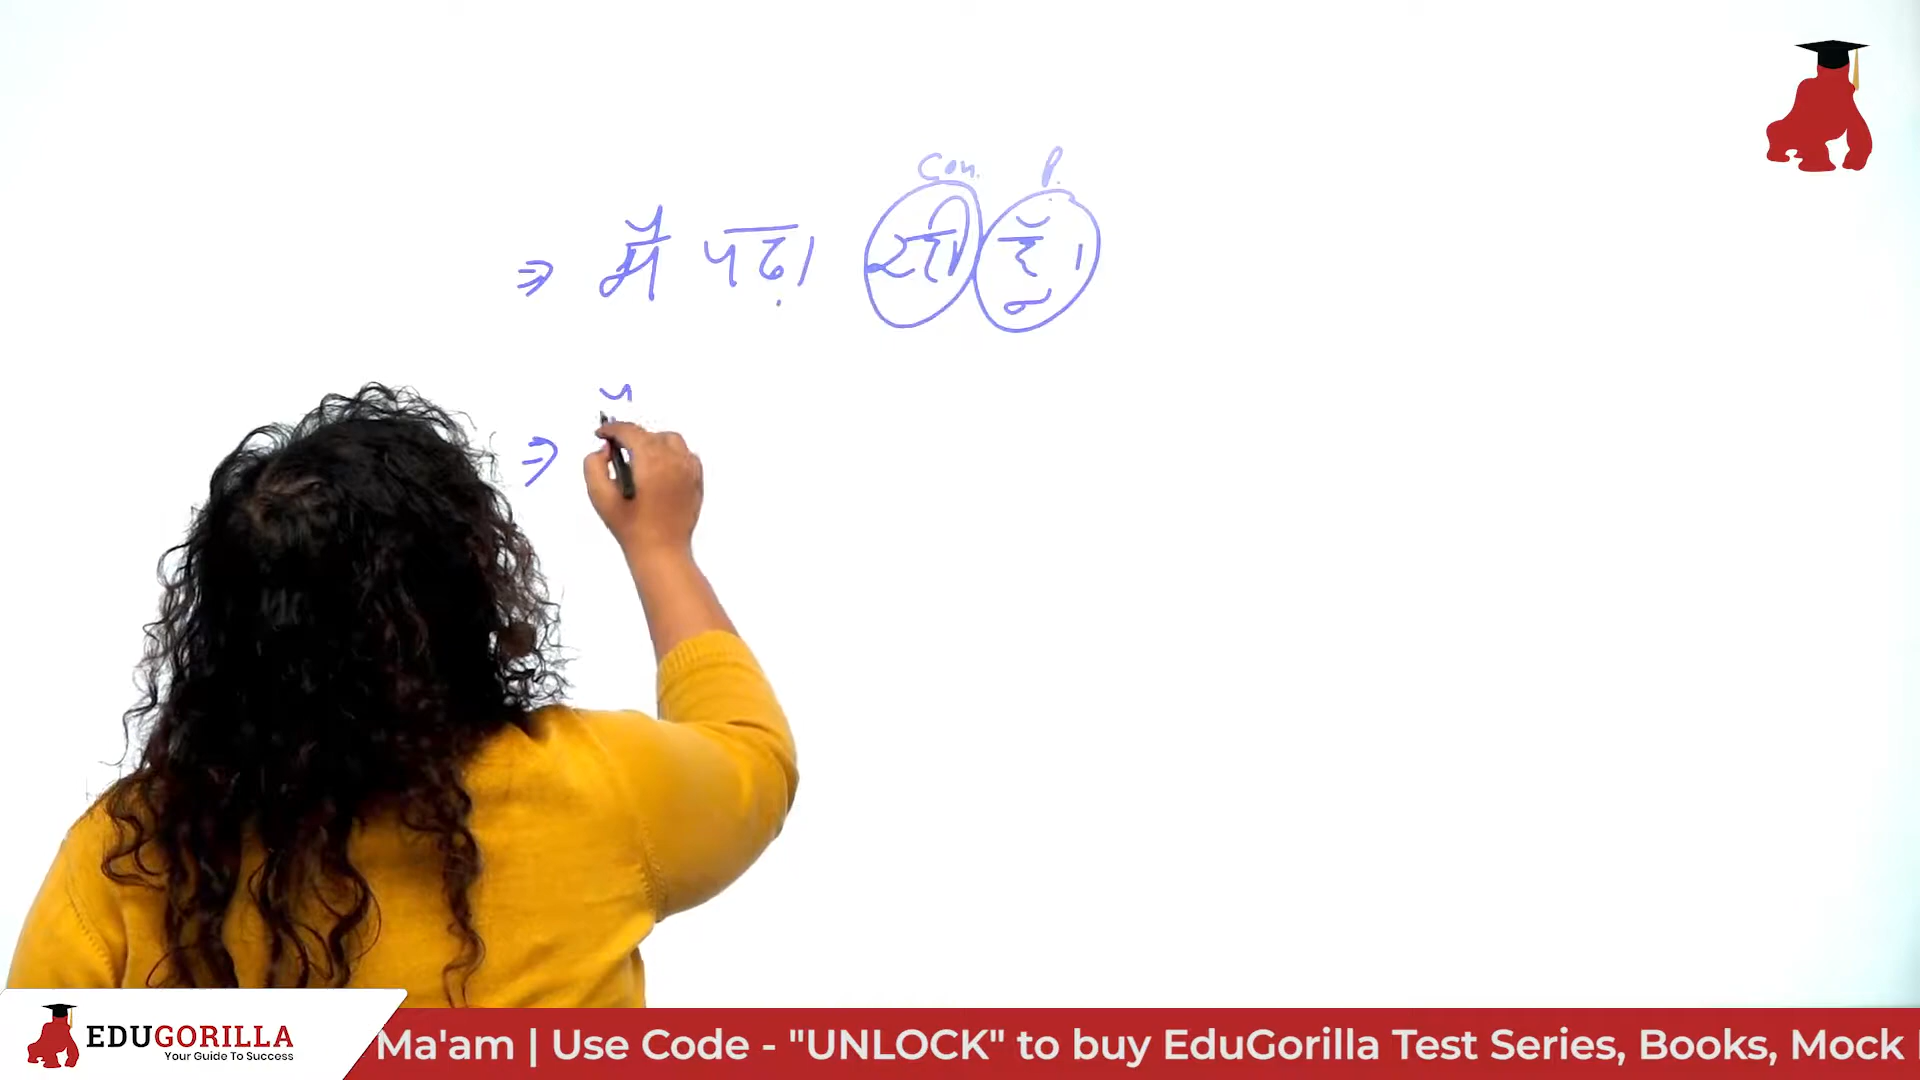 Con. P.
⇒ मैं पढ़ा रही हूँ।
⇒
EDUGORILLA
Your Guide To Success
Ma'am | Use Code - "UNLOCK" to buy EduGorilla Test Series, Books, Mock